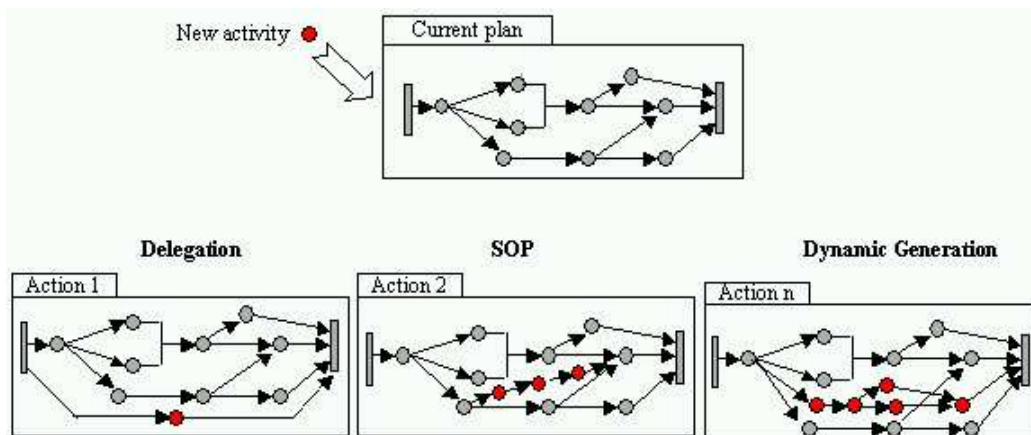 New activity
Current plan
Delegation
SOP
Dynamic Generation
Action 1
Action 2
Action n